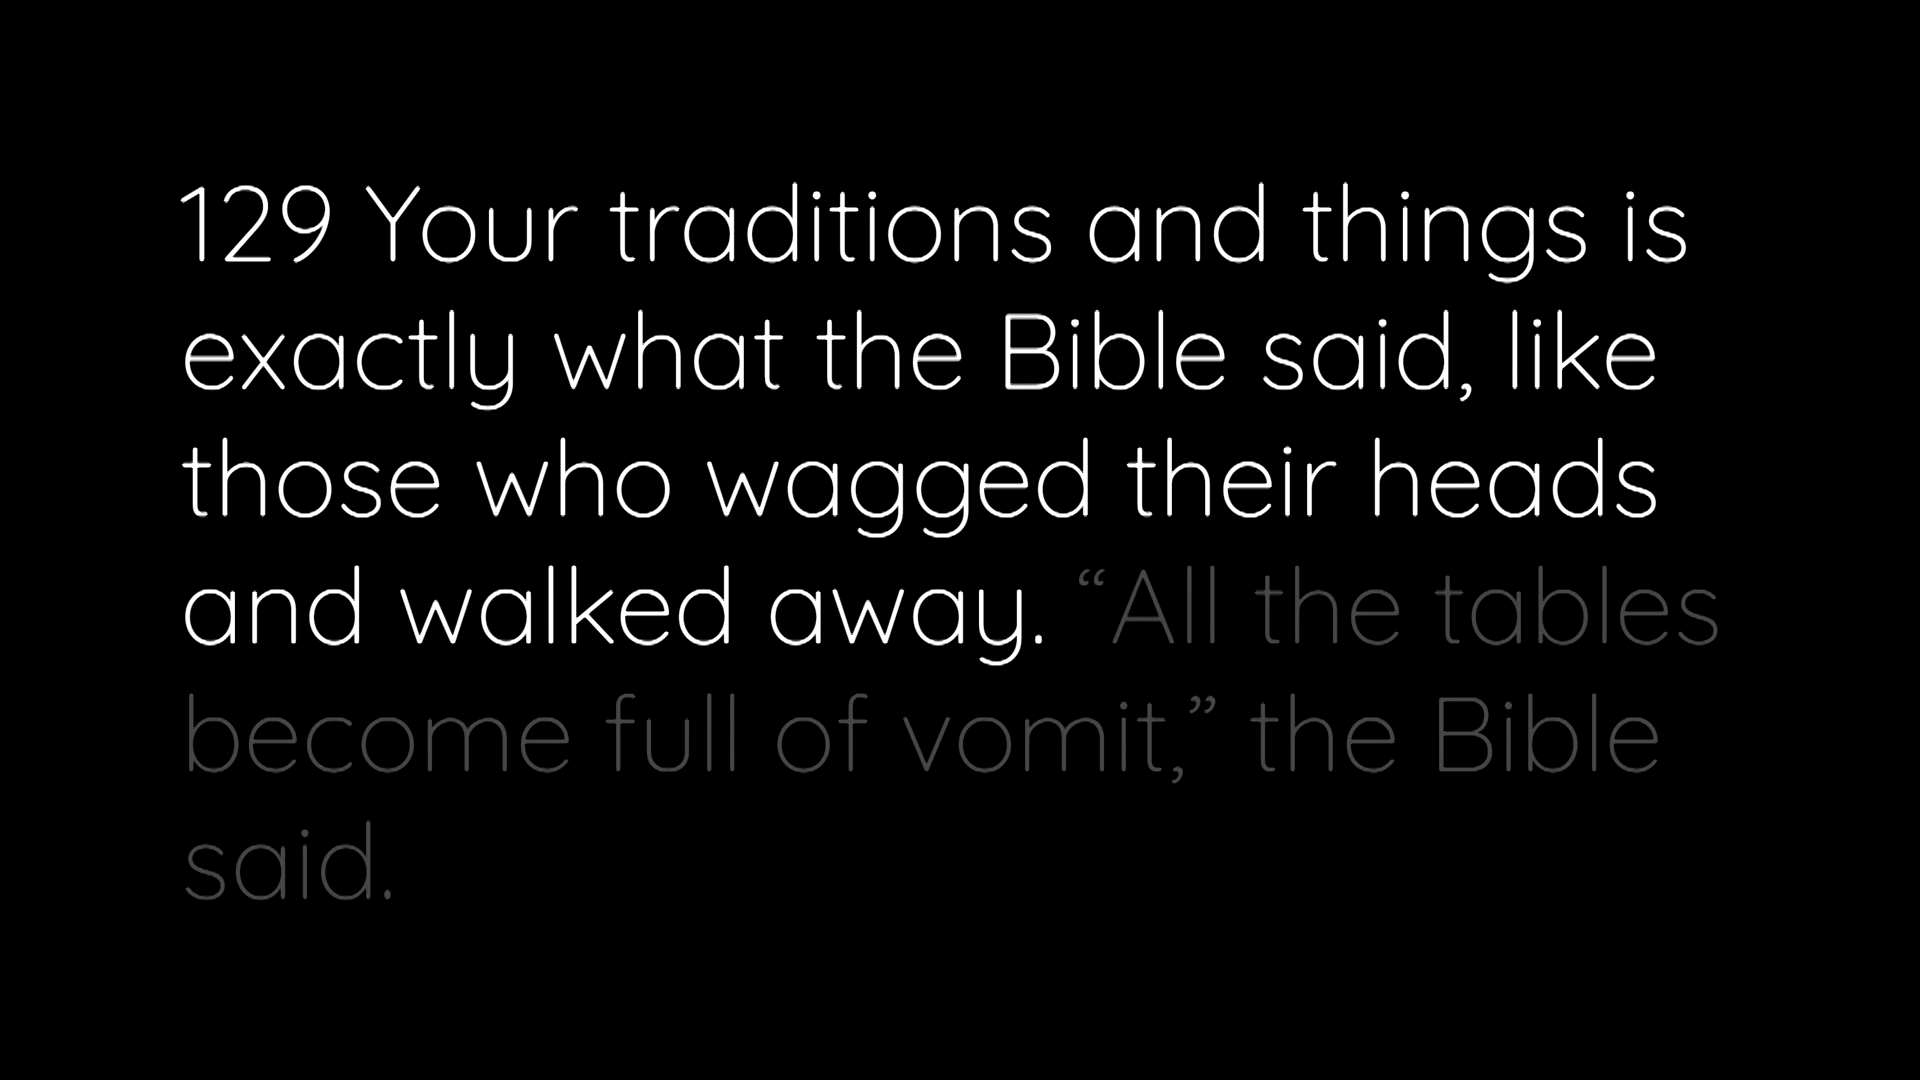 129 Your traditions and things is
exactly what the Bible said, like
those who wagged their heads
and walked away. “All the tables
become full of vomit,” the Bible
said.